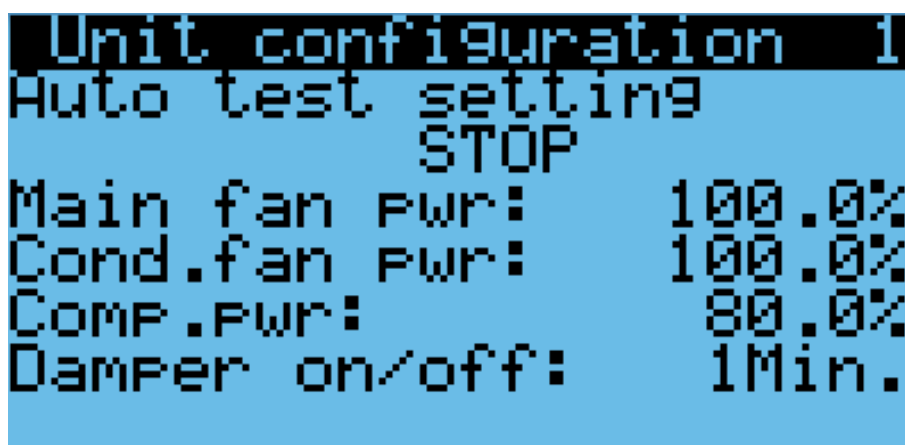 Unit configuration 1
Auto test setting
STOP
Main fan pwr: 100.0%
Cond.fan pwr: 100.0%
Comp.pwr: 80.0%
Damper on/off: 1Min.